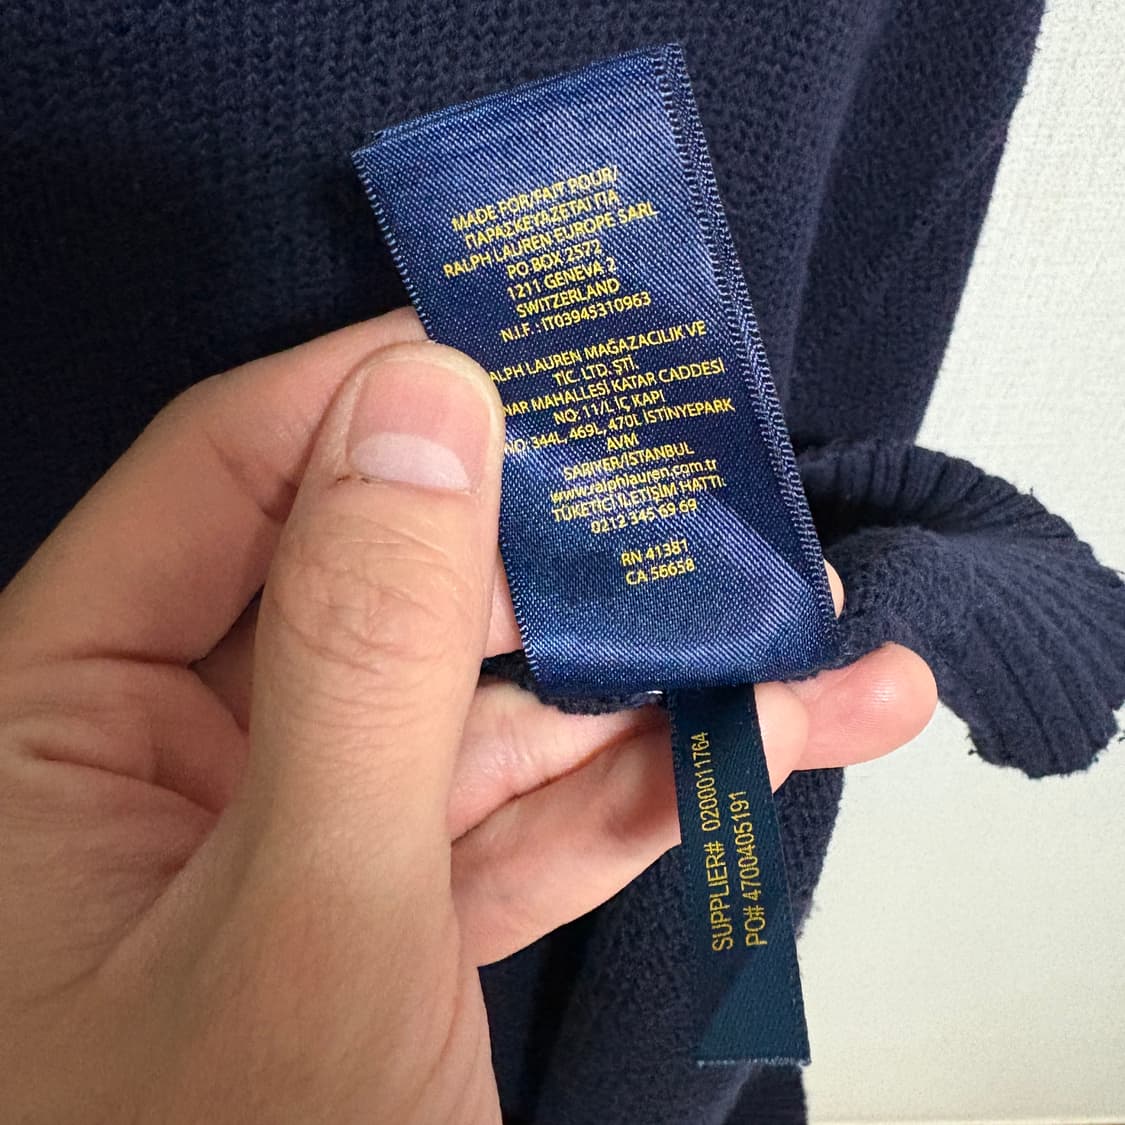 MADE FOR/FAIT POUR/
ΠΑΡΑΣΚΕΥΑΖΕΤΑΙ ΓΙΑ
RALPH LAUREN EUROPE SARL
PO BOX 2572
1211 GENEVA 2
SWITZERLAND
N.I.F.: IT03945310963
ALPH LAUREN MAĞAZACILIK VE
TİC. LTD. ŞTİ.
NAR MAHALLESİ KATAR CADDESİ
NO: 11/L İÇ KAPI
NO: 344L, 469L, 470L İSTİNYEPARK
AVM
SARIYER/İSTANBUL
www.ralphlauren.com.tr
TÜKETİCİ İLETİŞİM HATTI:
0212 345 69 69
RN 41381
CA 56658
SUPPLIER# 0200011764
PO# 4700405191